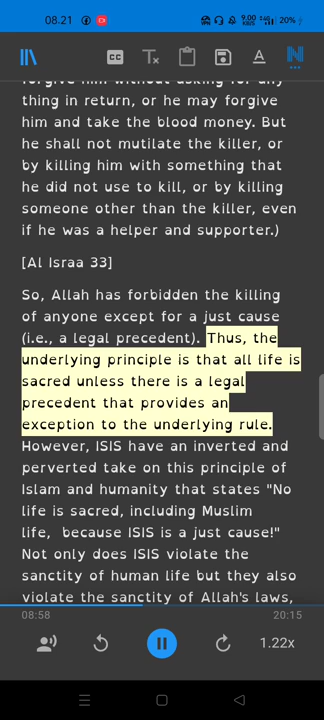 08.21
9,00 KB/S
20%
CC
forgive him without asking for any
thing in return, or he may forgive
him and take the blood money. But
he shall not mutilate the killer, or
by killing him with something that
he did not use to kill, or by killing
someone other than the killer, even
if he was a helper and supporter.)
[Al Israa 33]
So, Allah has forbidden the killing
of anyone except for a just cause
(i.e., a legal precedent). Thus, the
underlying principle is that all life is
sacred unless there is a legal
precedent that provides an
exception to the underlying rule.
However, ISIS have an inverted and
perverted take on this principle of
Islam and humanity that states "No
life is sacred, including Muslim
life,  because ISIS is a just cause!"
Not only does ISIS violate the
sanctity of human life but they also
violate the sanctity of Allah's laws,
08:58
20:15
1.22x